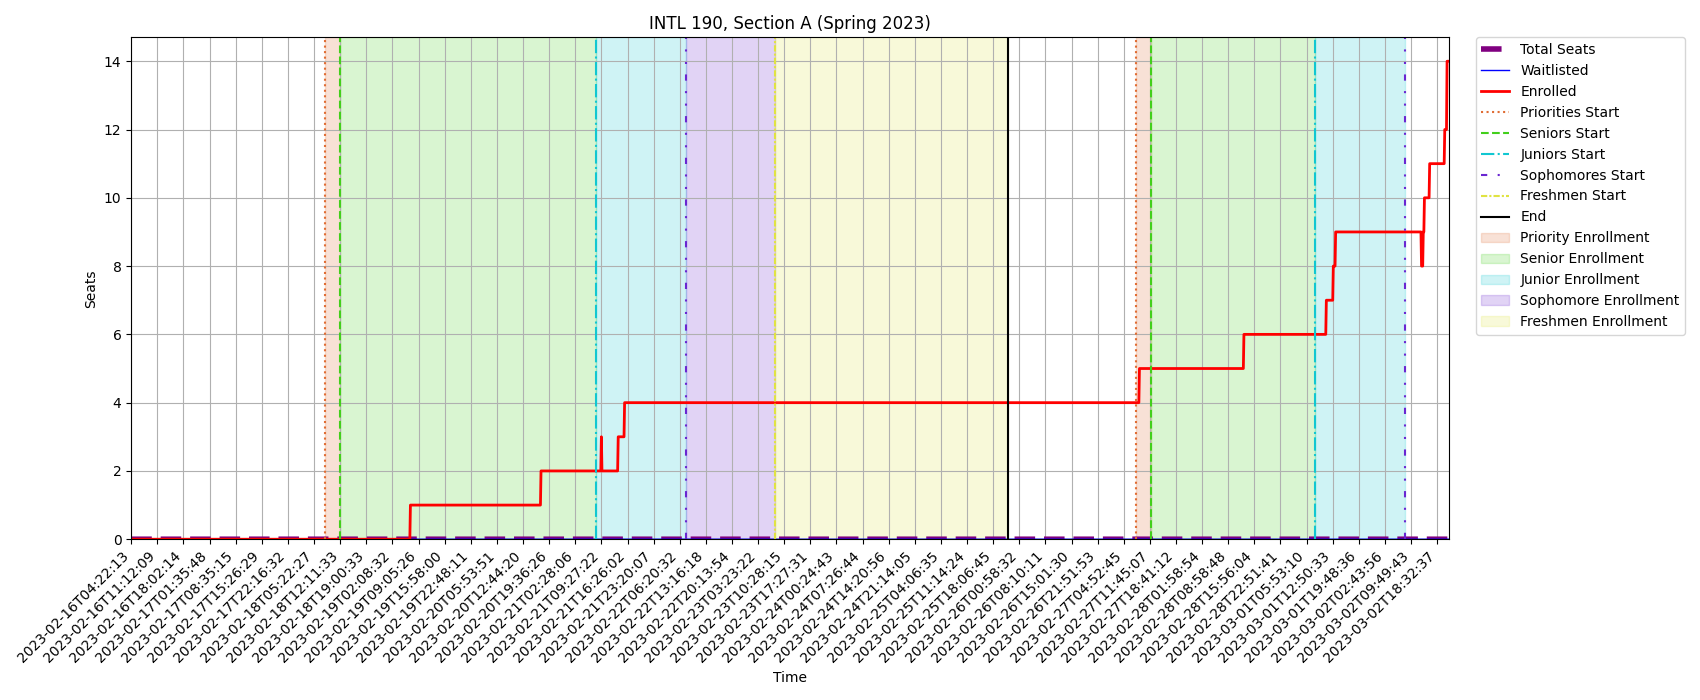 INTL 190, Section A (Spring 2023)
Seats
14
12
10
8
6
4
2
0
2023-02-16T04:22:13
2023-02-16T11:12:09
2023-02-16T18:02:14
2023-02-17T01:35:48
2023-02-17T08:35:15
2023-02-17T15:26:29
2023-02-17T22:16:32
2023-02-18T05:22:27
2023-02-18T12:11:33
2023-02-18T19:00:33
2023-02-19T02:08:32
2023-02-19T09:05:26
2023-02-19T15:58:00
2023-02-19T22:48:11
2023-02-20T05:53:51
2023-02-20T12:44:20
2023-02-20T19:36:26
2023-02-21T02:28:06
2023-02-21T09:27:22
2023-02-21T16:26:02
2023-02-21T23:20:07
2023-02-22T06:20:32
2023-02-22T13:16:18
2023-02-22T20:13:54
2023-02-23T03:23:22
2023-02-23T10:28:15
2023-02-23T17:27:31
2023-02-24T00:24:43
2023-02-24T07:26:44
2023-02-24T14:20:56
2023-02-24T21:14:05
2023-02-25T04:06:35
2023-02-25T11:14:24
2023-02-25T18:06:45
2023-02-26T00:58:32
2023-02-26T08:10:11
2023-02-26T15:01:30
2023-02-26T21:51:53
2023-02-27T04:52:45
2023-02-27T11:45:07
2023-02-27T18:41:12
2023-02-28T01:58:54
2023-02-28T08:58:48
2023-02-28T15:56:04
2023-02-28T22:51:41
2023-03-01T05:53:10
2023-03-01T12:50:33
2023-03-01T19:48:36
2023-03-02T02:43:56
2023-03-02T09:49:43
2023-03-02T18:32:37
Time
Total Seats
Waitlisted
Enrolled
Priorities Start
Seniors Start
Juniors Start
Sophomores Start
Freshmen Start
End
Priority Enrollment
Senior Enrollment
Junior Enrollment
Sophomore Enrollment
Freshmen Enrollment